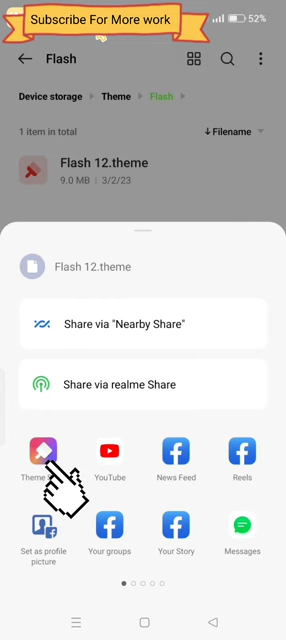 Subscribe For More work
52%
Flash
Device storage
Theme
Flash
1 item in total
Filename
Flash 12.theme
9.0 MB | 3/2/23
Flash 12.theme
Share via "Nearby Share"
Share via realme Share
Theme
YouTube
News Feed
Reels
Set as profile
picture
Your groups
Your Story
Messages